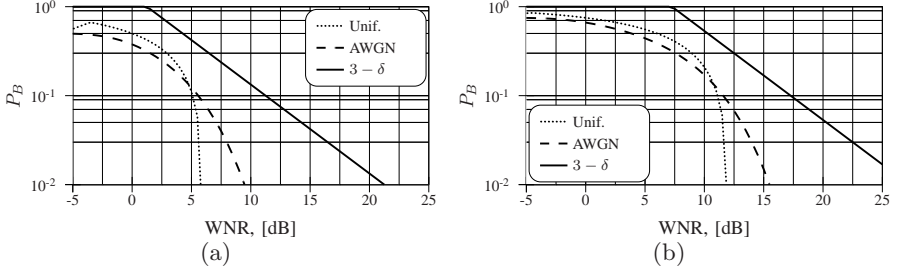 10^0
10^{-1}
10^{-2}
P_B
-5 0 5 10 15 20 25
WNR, [dB]
Unif.
AWGN
3 − δ
(a)
10^0
10^{-1}
10^{-2}
P_B
-5 0 5 10 15 20 25
WNR, [dB]
Unif.
AWGN
3 − δ
(b)